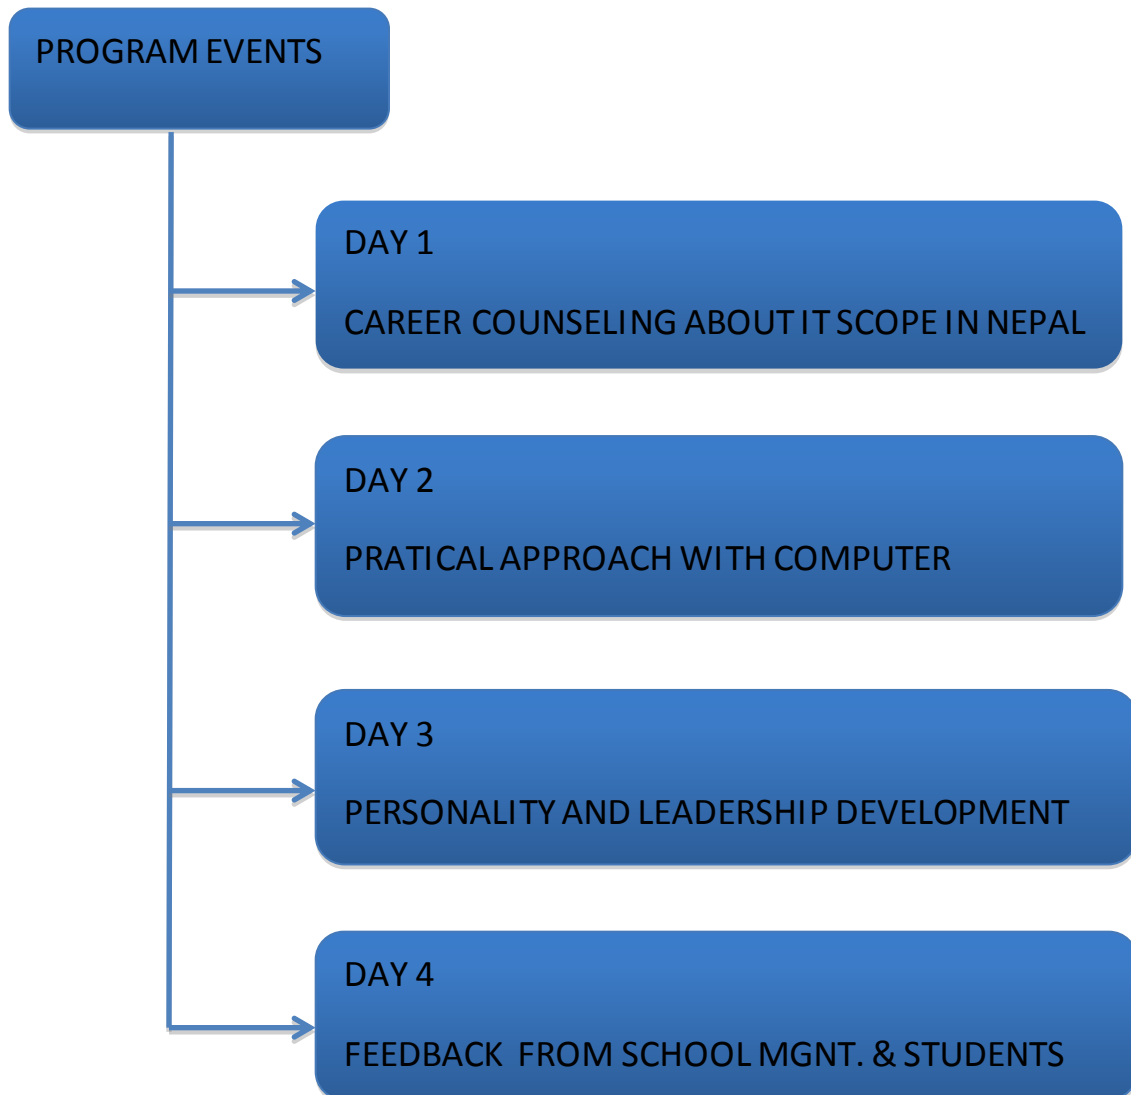 PROGRAM EVENTS
DAY 1
CAREER COUNSELING ABOUT IT SCOPE IN NEPAL
DAY 2
PRATICAL APPROACH WITH COMPUTER
DAY 3
PERSONALITY AND LEADERSHIP DEVELOPMENT
DAY 4
FEEDBACK FROM SCHOOL MGNT. & STUDENTS